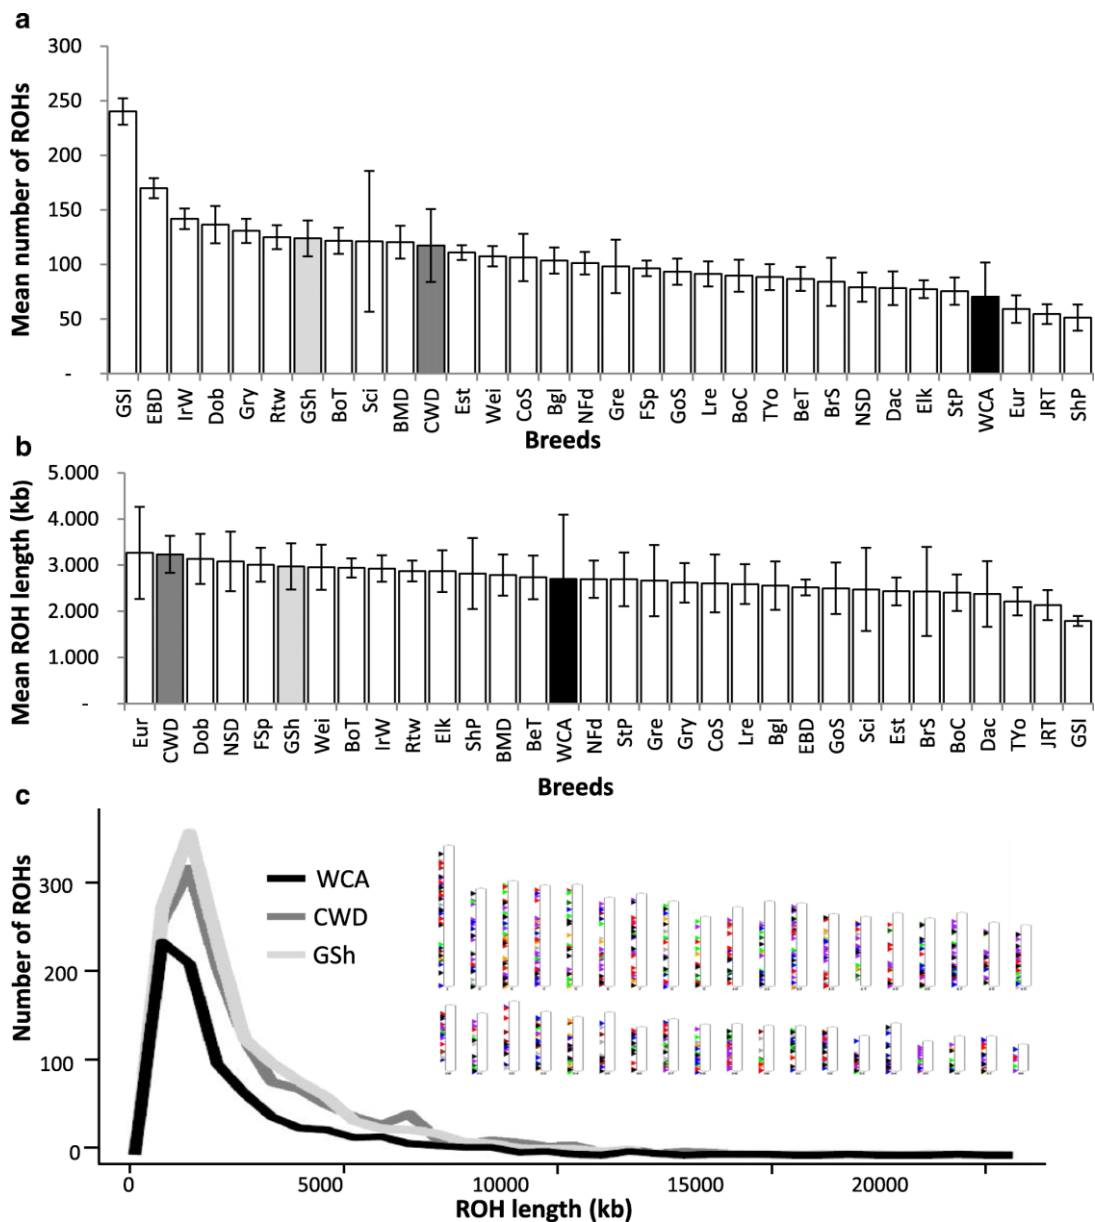 a
Mean number of ROHs
300
250
200
150
100
50
-
GSl EBD IrW Dob Gry Rtw GSh BoT Sci BMD CWD Est Wei CoS Bgl NFd Gre FSp GoS Lre BoC TYo BeT BrS NSD Dac Elk StP WCA Eur JRT ShP
Breeds
b
Mean ROH length (kb)
5.000
4.000
3.000
2.000
1.000
-
Eur CWD Dob NSD FSp GSh Wei BoT IrW Rtw Elk ShP BMD BeT WCA NFd StP Gre Gry CoS Lre Bgl EBD GoS Sci Est BrS BoC Dac TYo JRT GSl
Breeds
c
Number of ROHs
300
200
100
0
WCA
CWD
GSh
0 5000 10000 15000 20000
ROH length (kb)